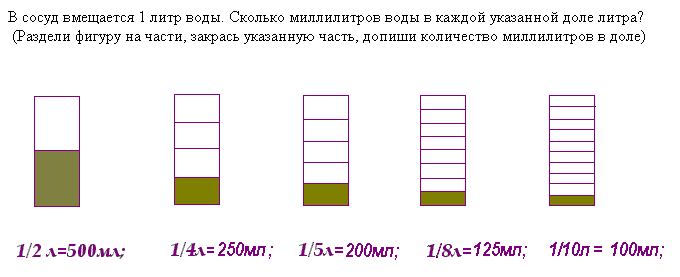 В сосуд вмещается 1 литр воды. Сколько миллилитров воды в каждой указанной доле литра?
(Раздели фигуру на части, закрась указанную часть, допиши количество миллилитров в доле)
1/2 л=500мл; 1/4л= 250мл ; 1/5л= 200мл; 1/8л=125мл; 1/10л = 100мл;